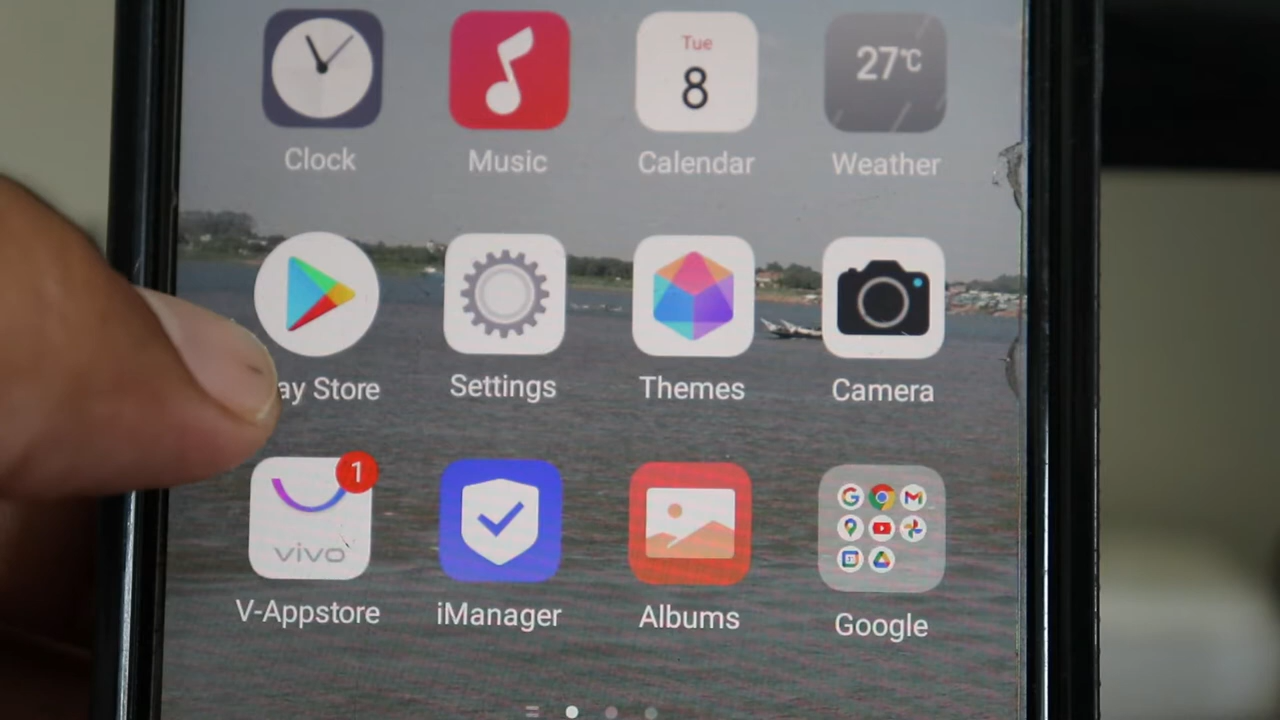 Tue
8
27°C
Clock
Music
Calendar
Weather
ay Store
Settings
Themes
Camera
1
vivo
V-Appstore
iManager
Albums
Google